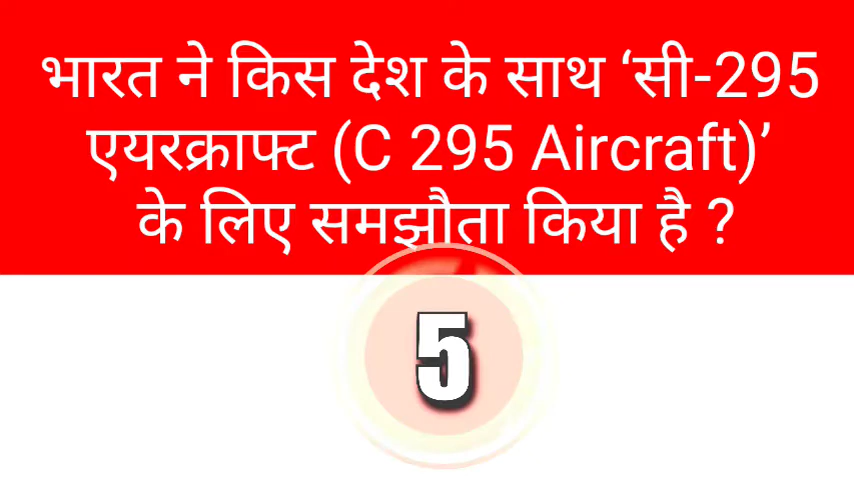 भारत ने किस देश के साथ ‘सी-295
एयरक्राफ्ट (C 295 Aircraft)’
के लिए समझौता किया है ?
5